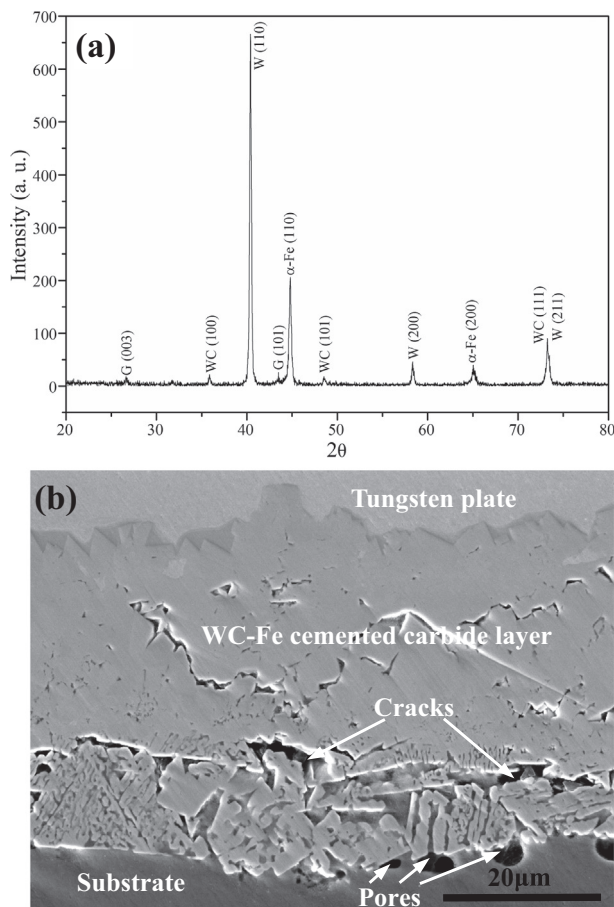 (a)
700
600
500
400
300
200
100
0
Intensity (a. u.)
G (003)
WC (100)
W (110)
G (101)
α-Fe (110)
WC (101)
W (200)
α-Fe (200)
WC (111)
W (211)
20 30 40 50 60 70 80
2θ
(b)
Tungsten plate
WC-Fe cemented carbide layer
Cracks
Substrate
Pores
20μm